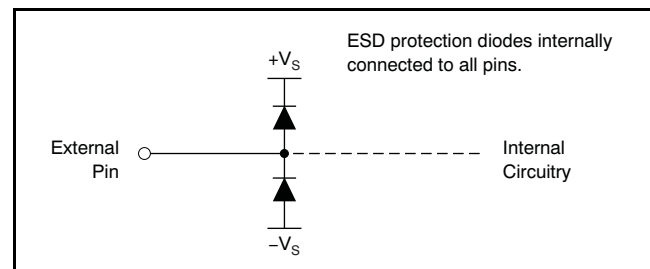 ESD protection diodes internally
connected to all pins.
+VS
External
Pin
Internal
Circuitry
−VS